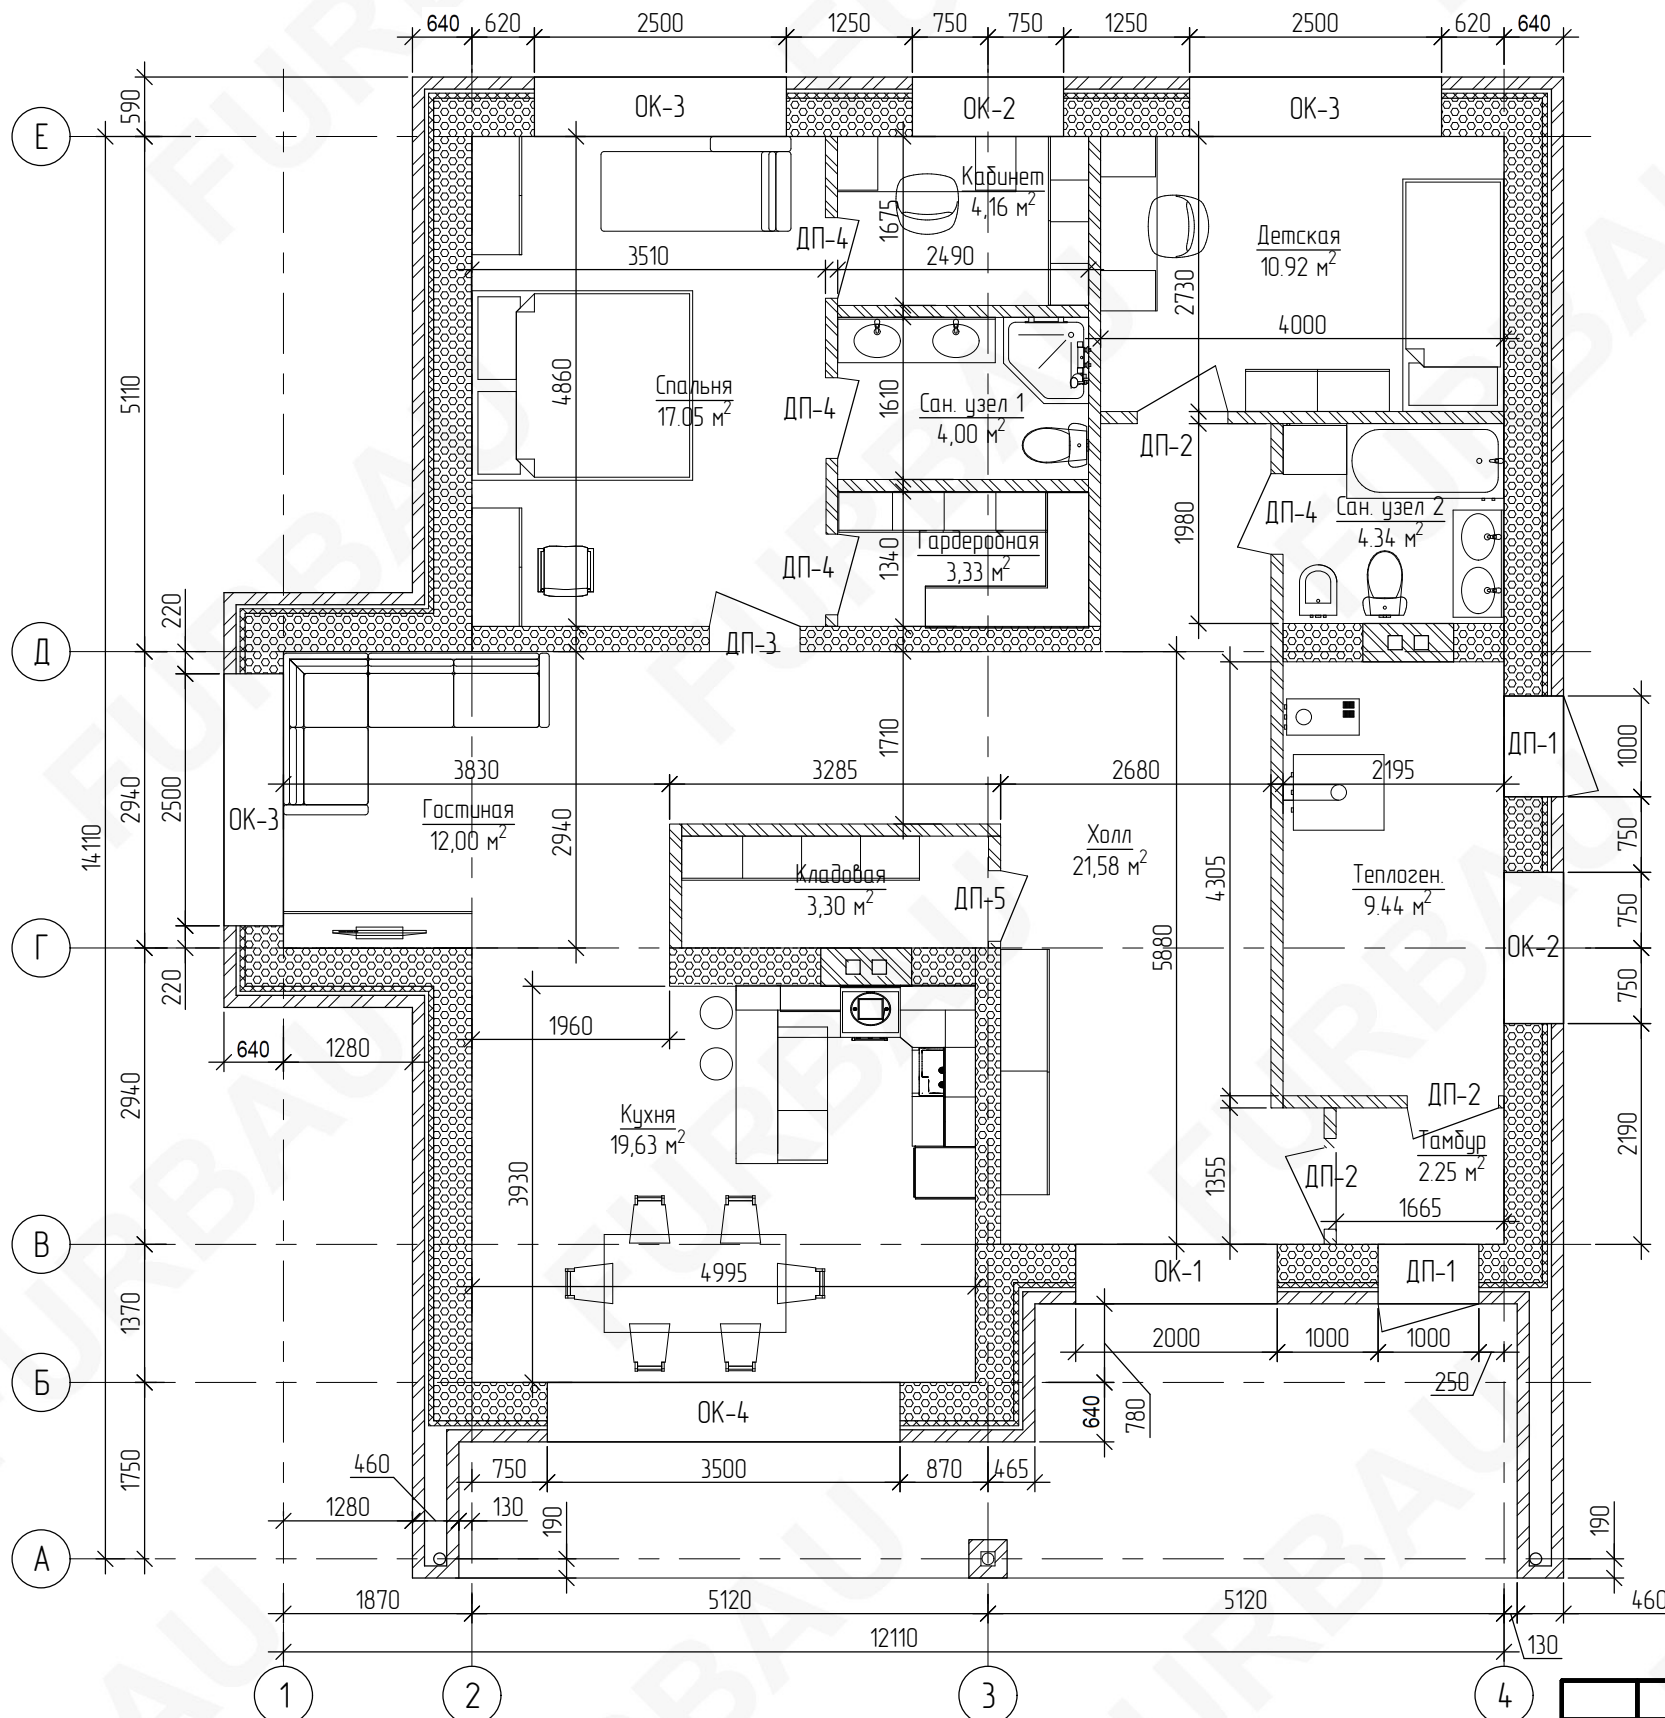 640 620 2500 1250 750 750 1250 2500 620 640
590
Е
ОК-3 ОК-2 ОК-3
Кабинет
4,16 м²
1675
ДП-4
Детская
10.92 м²
3510 2490
2730
4000
5110
4860
Спальня
17.05 м²
ДП-4
1610
Сан. узел 1
4,00 м²
ДП-2
1980
ДП-4
Сан. узел 2
4.34 м²
Гардеробная
3,33 м²
ДП-4
1340
220
Д
ДП-3
1710
ДП-1
1000
3830 3285 2680 2195
2940
2500
14110
ОК-3
Гостиная
12,00 м²
2940
Холл
21,58 м²
750
Кладовая
3,30 м²
ДП-5
4305
Теплоген.
9.44 м²
750
Г
5880
ОК-2
220
750
1960
640 1280
2940
Кухня
19,63 м²
ДП-2
Тамбур
2.25 м²
2190
3930
1355
ДП-2
1665
В
4995
ОК-1
ДП-1
1370
2000 1000 1000
250
Б
ОК-4
640
780
1750
460
750 3500 870 465
1280 130
190
190
А
1870 5120 5120 460
12110 130
1 2 3 4
FURBAU
FURBAU
FURBAU
FURBAU
FURBAU
FURBAU